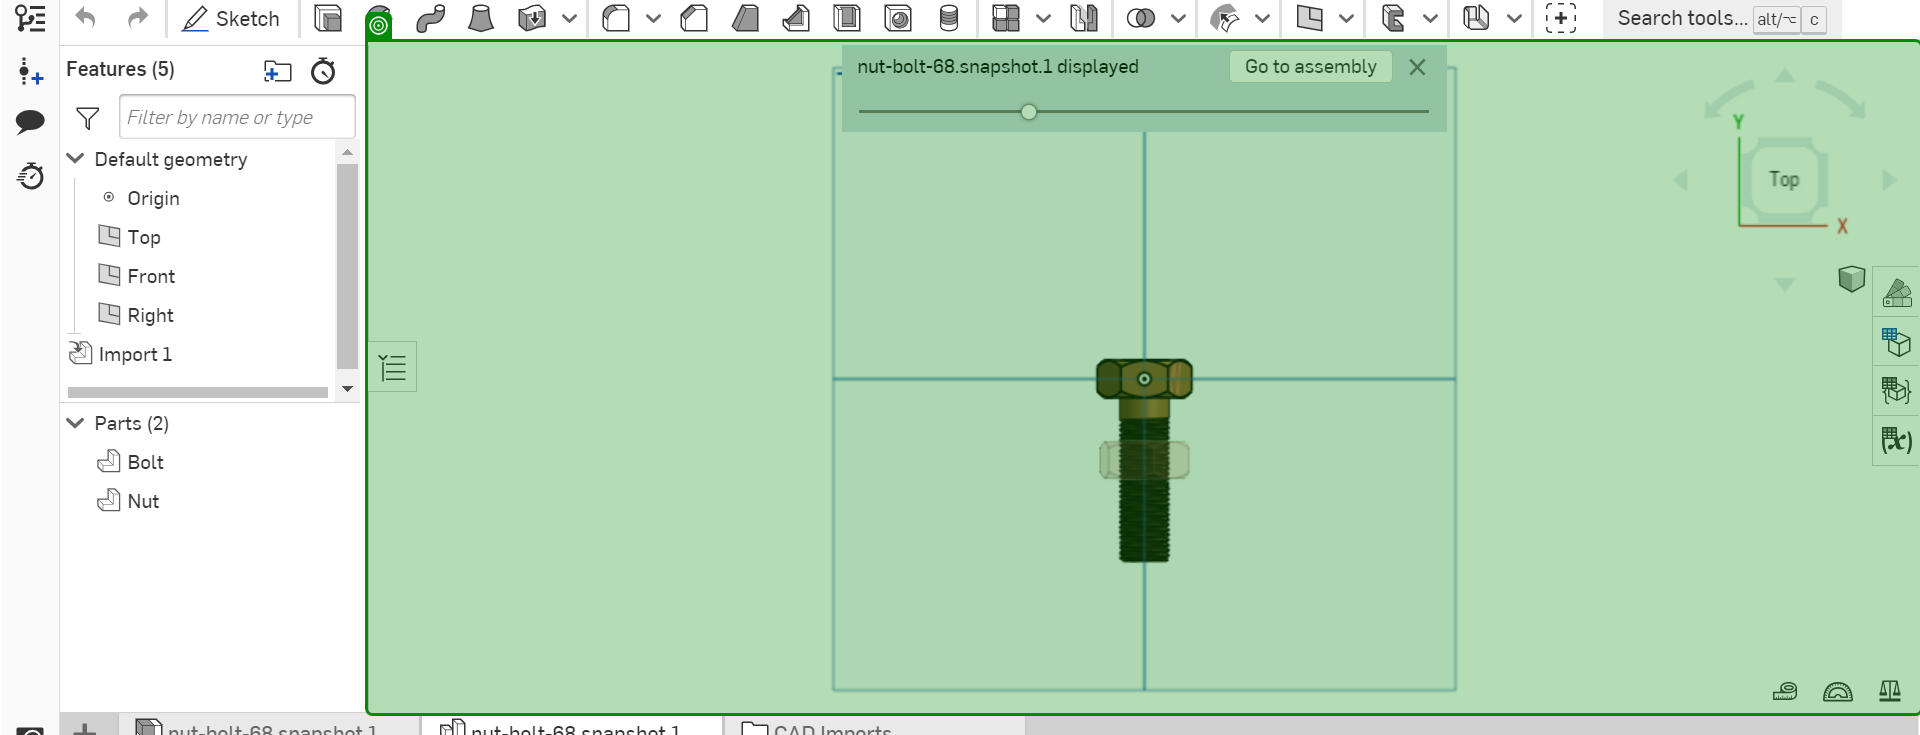 Sketch
Search tools... alt/⌥ c
Features (5)
Filter by name or type
Default geometry
Origin
Top
Front
Right
Import 1
Parts (2)
Bolt
Nut
nut-bolt-68.snapshot.1 displayed
Go to assembly
Y
Top
X
(x)
nut-bolt-68.snapshot.1
nut-bolt-68.snapshot.1
CAD Imports